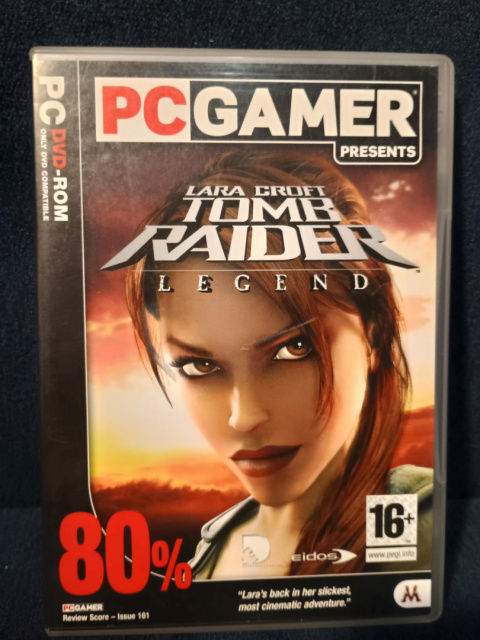 PC GAMER
PRESENTS
PC DVD-ROM
ONLY DVD COMPATIBLE
LARA CROFT
TOMB
RAIDER
LEGEND
80%
PC GAMER
Review Score – Issue 161
eidos
16+
www.pegi.info
"Lara's back in her slickest,
most cinematic adventure."